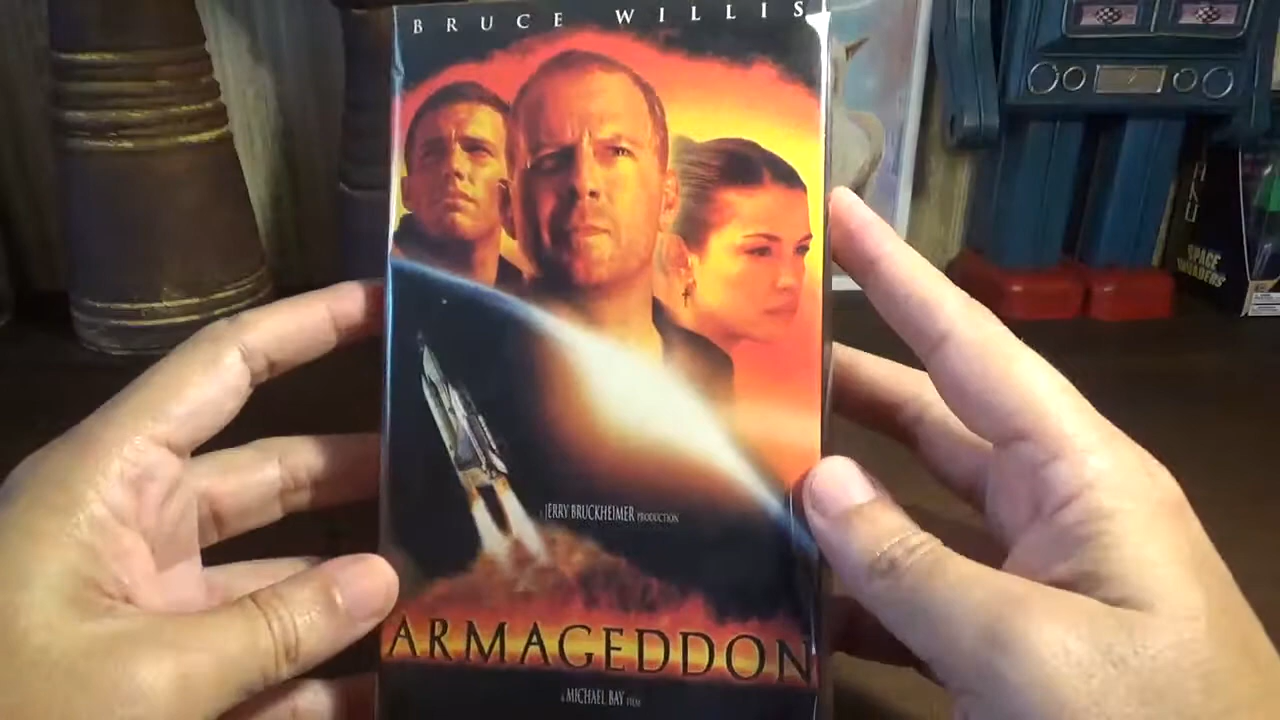 BRUCE WILLIS
A JERRY BRUCKHEIMER PRODUCTION
ARMAGEDDON
A MICHAEL BAY FILM
SPACE
INVADERS